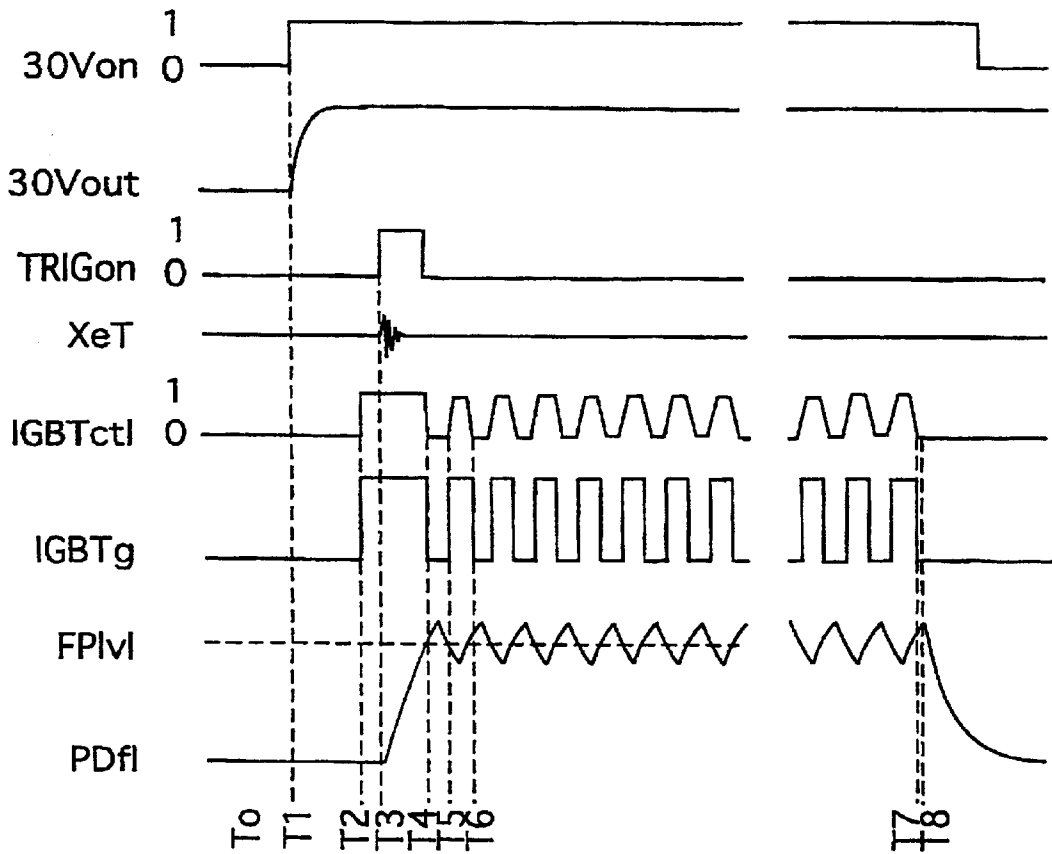 1
30Von 0
30Vout
1
TRIGon 0
XeT
1
IGBTctl 0
IGBTg
FPlvl
PDfl
To T1 T2 T3 T4 T5 T6 T7 T8